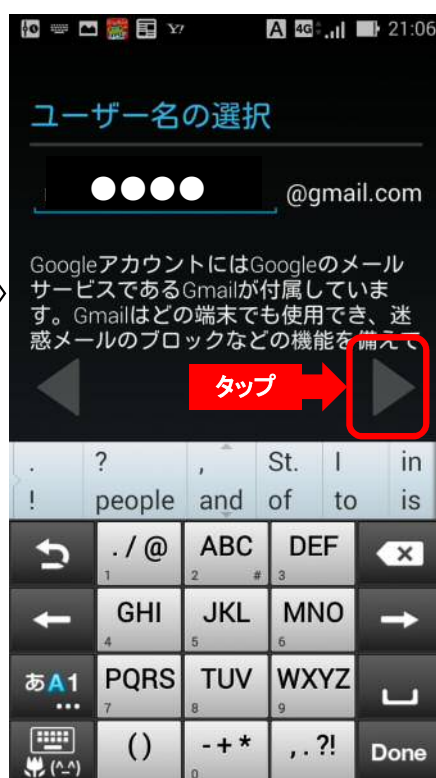 Y! A 4G 21:06
ユーザー名の選択
●●●● @gmail.com
GoogleアカウントにはGoogleのメール
サービスであるGmailが付属していま
す。Gmailはどの端末でも使用でき、迷
惑メールのブロックなどの機能を備えて
タップ
. ? , St. I in
! people and of to is
./@ ABC DEF
1 2 # 3
GHI JKL MNO
4 5 6
あA1 PQRS TUV WXYZ
7 8 9
(^_^) () -+* ,.?! Done
0